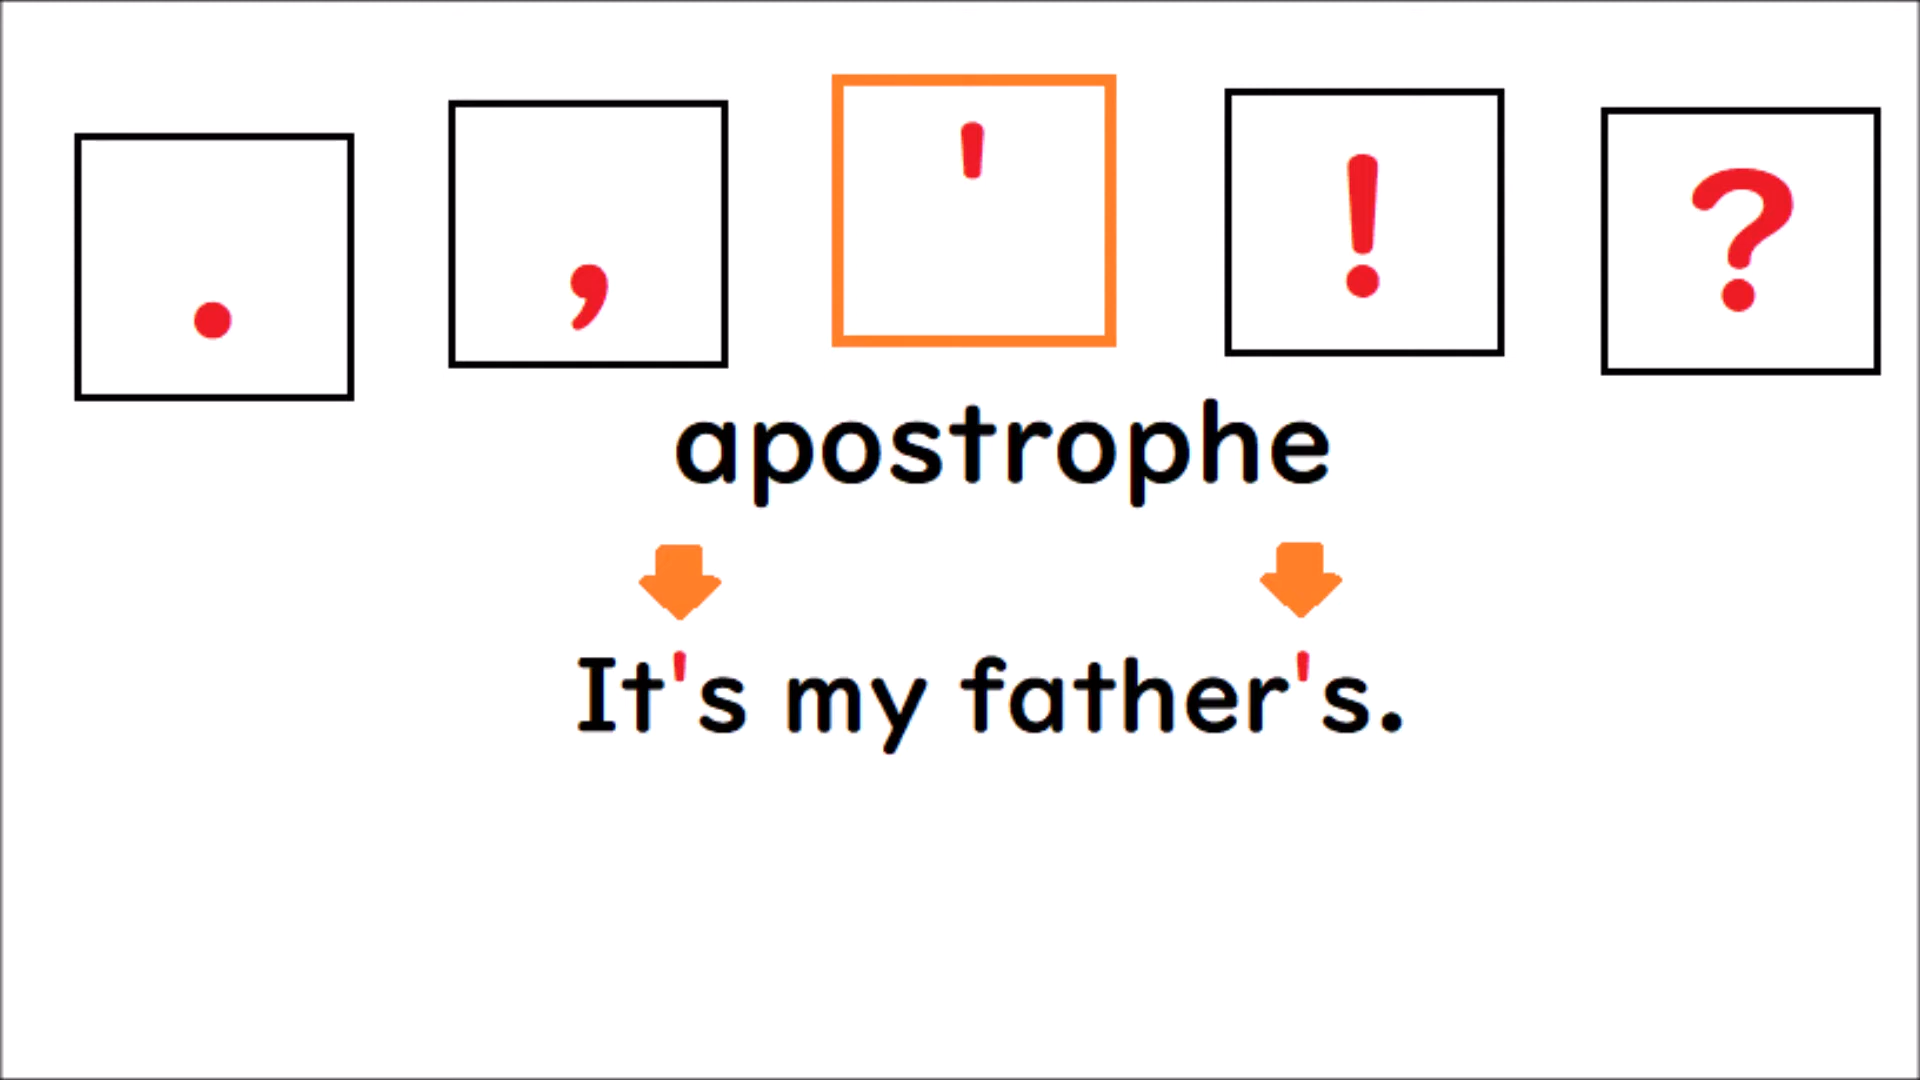 . , ' ! ?
apostrophe
It's my father's.